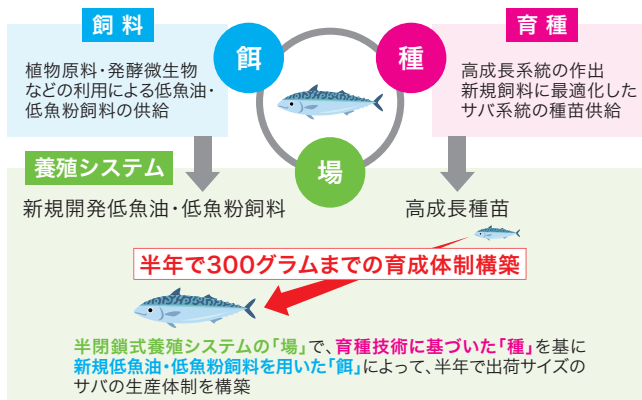 飼料
餌
種
育種
植物原料・発酵微生物
などの利用による低魚油・
低魚粉飼料の供給
高成長系統の作出
新規飼料に最適化した
サバ系統の種苗供給
場
養殖システム
新規開発低魚油・低魚粉飼料
高成長種苗
半年で300グラムまでの育成体制構築
半閉鎖式養殖システムの「場」で、育種技術に基づいた「種」を基に
新規低魚油・低魚粉飼料を用いた「餌」によって、半年で出荷サイズの
サバの生産体制を構築